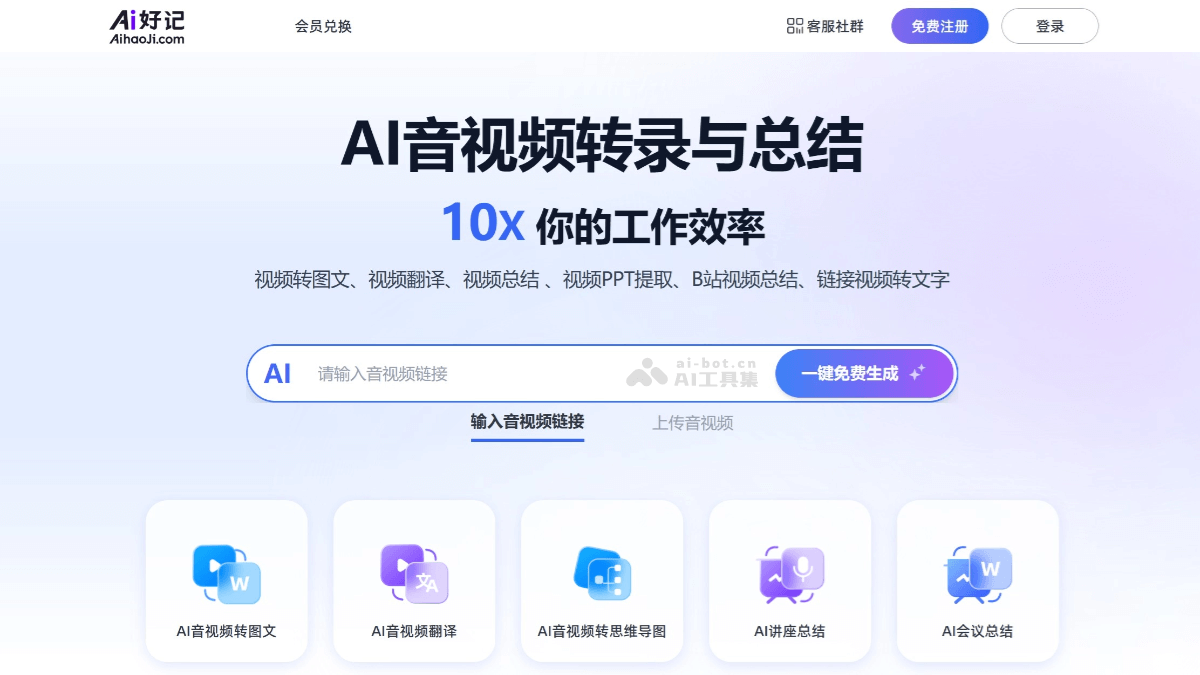 Ai好记
AihaoJi.com
会员兑换
客服社群
免费注册
登录
AI音视频转录与总结
10x 你的工作效率
视频转图文、视频翻译、视频总结 、视频PPT提取、B站视频总结、链接视频转文字
AI
请输入音视频链接
ai-bot.cn
AI工具集
一键免费生成
输入音视频链接
上传音视频
W
文A
W
AI音视频转图文
AI音视频翻译
AI音视频转思维导图
AI讲座总结
AI会议总结